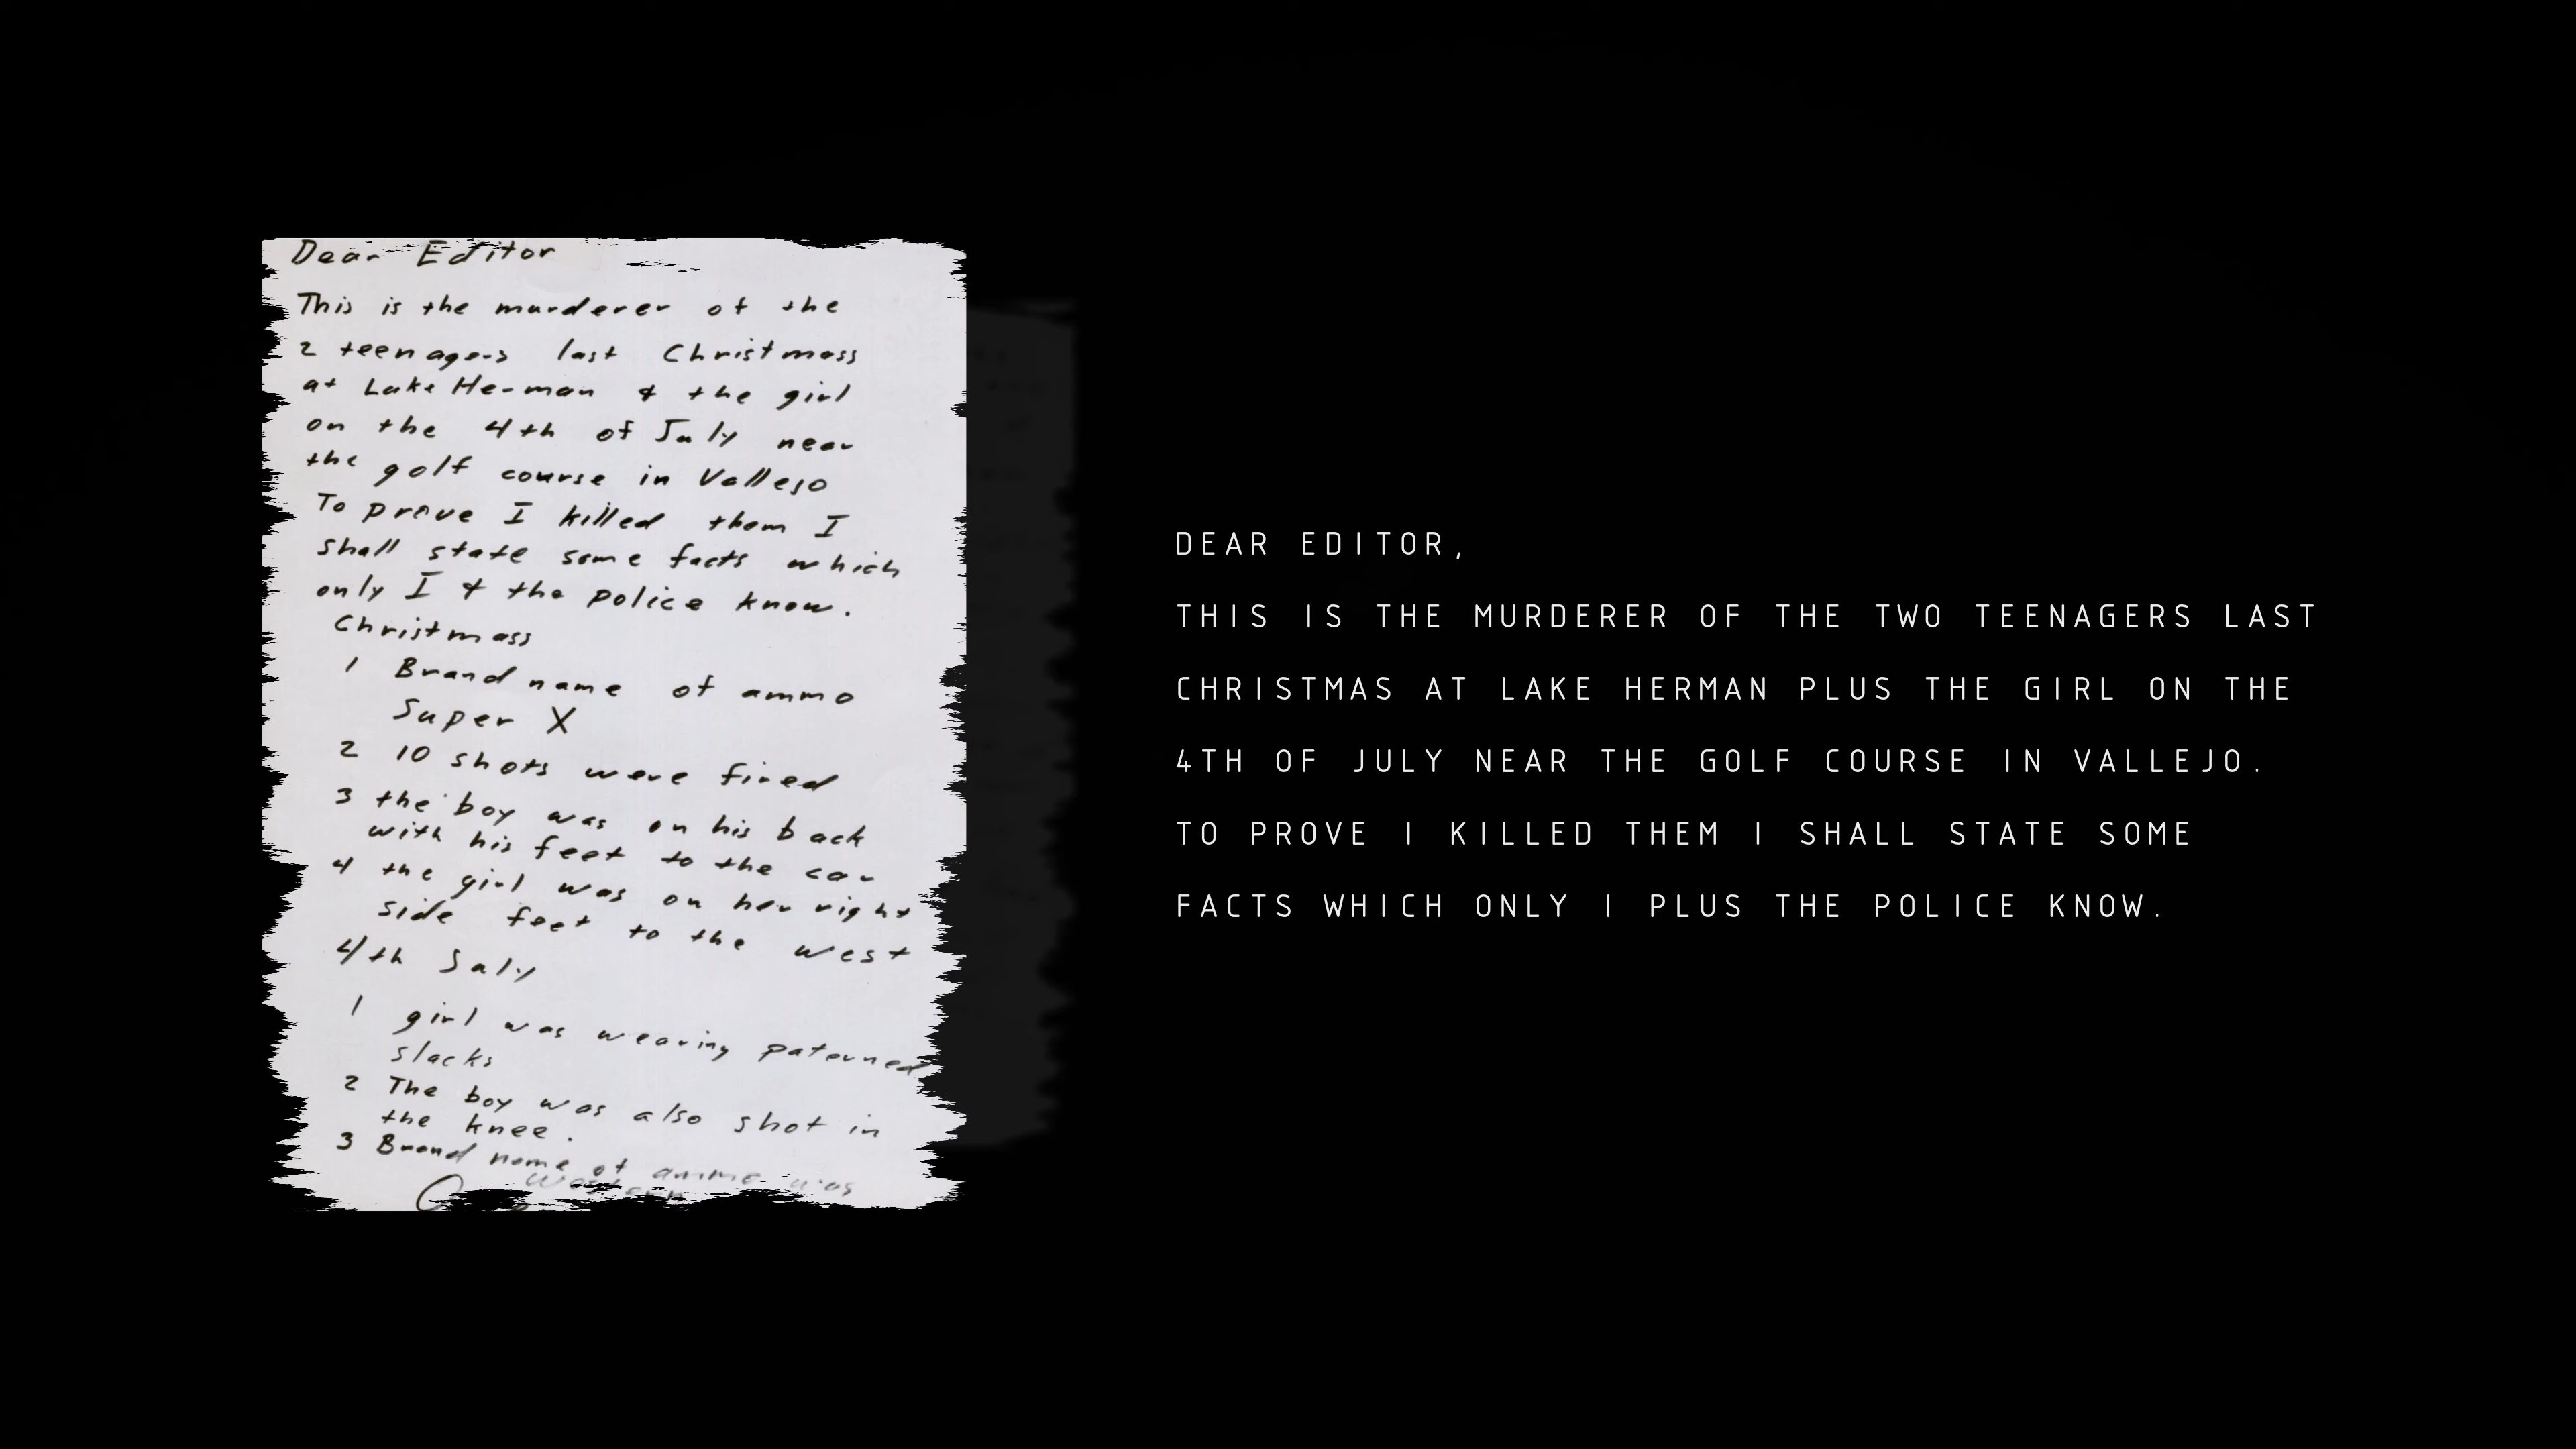 Dear Editor
This is the murderer of the
2 teenagers last Christmass
at Lake Herman & the girl
on the 4th of July near
the golf course in Vallejo
To prove I killed them I
shall state some facts which
only I & the police know.
Christmass
1 Brand name of ammo
Super X
2 10 shots were fired
3 the boy was on his back
with his feet to the car
4 the girl was on her right
side feet to the west
4th July
1 girl was wearing paterned
slacks
2 The boy was also shot in
the knee.
3 Brand name of ammo was
Western
DEAR EDITOR,
THIS IS THE MURDERER OF THE TWO TEENAGERS LAST
CHRISTMAS AT LAKE HERMAN PLUS THE GIRL ON THE
4TH OF JULY NEAR THE GOLF COURSE IN VALLEJO.
TO PROVE I KILLED THEM I SHALL STATE SOME
FACTS WHICH ONLY I PLUS THE POLICE KNOW.